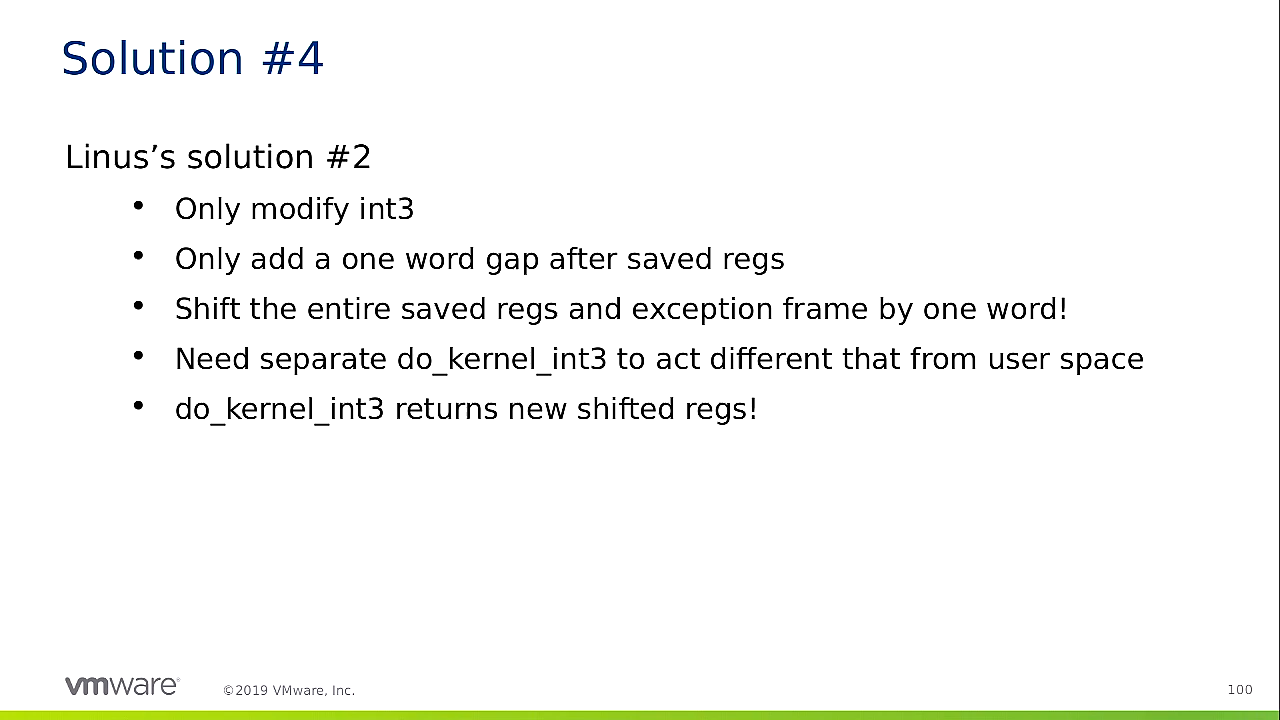 Solution #4
Linus’s solution #2
• Only modify int3
• Only add a one word gap after saved regs
• Shift the entire saved regs and exception frame by one word!
• Need separate do_kernel_int3 to act different that from user space
• do_kernel_int3 returns new shifted regs!
vmware®
©2019 VMware, Inc.
100